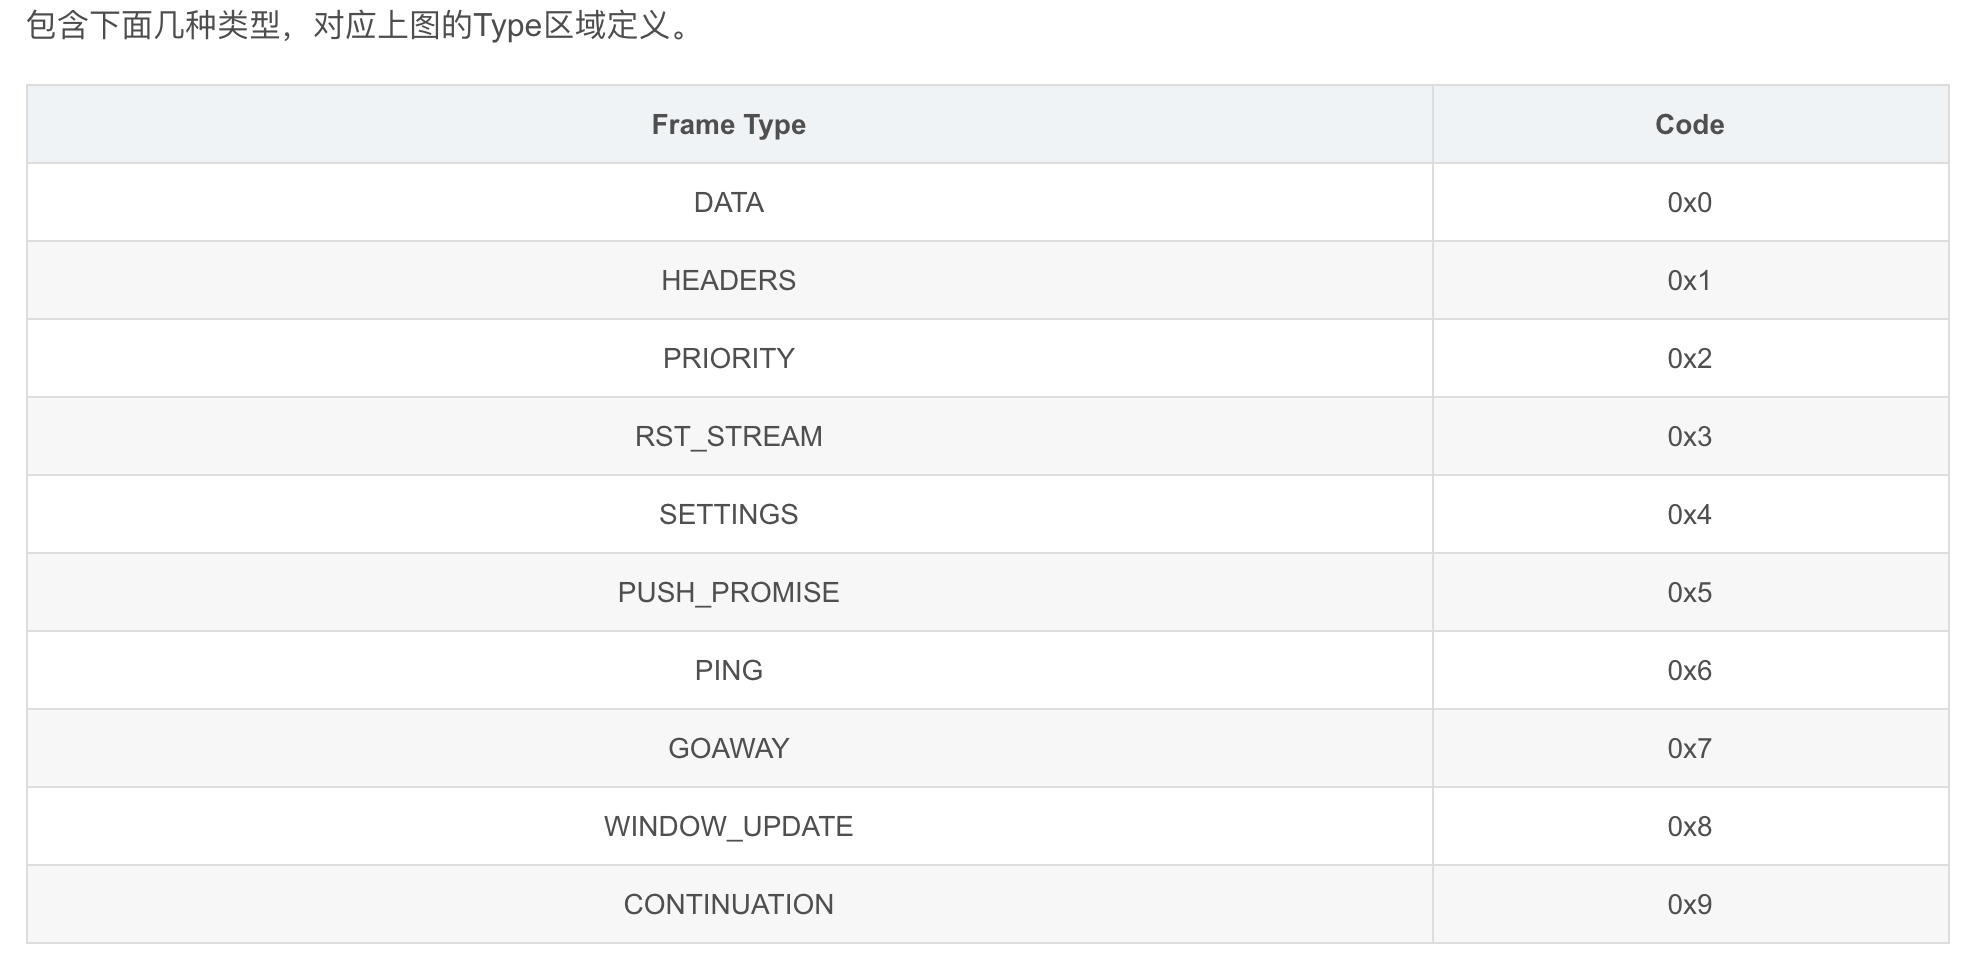 包含下面几种类型，对应上图的Type区域定义。
Frame Type Code
DATA 0x0
HEADERS 0x1
PRIORITY 0x2
RST_STREAM 0x3
SETTINGS 0x4
PUSH_PROMISE 0x5
PING 0x6
GOAWAY 0x7
WINDOW_UPDATE 0x8
CONTINUATION 0x9